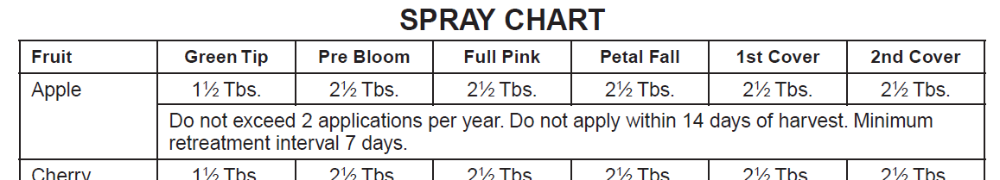 SPRAY CHART
Fruit Green Tip Pre Bloom Full Pink Petal Fall 1st Cover 2nd Cover
Apple 1½ Tbs. 2½ Tbs. 2½ Tbs. 2½ Tbs. 2½ Tbs. 2½ Tbs.
Do not exceed 2 applications per year. Do not apply within 14 days of harvest. Minimum
retreatment interval 7 days.
Cherry 1½ Tbs. 2½ Tbs. 2½ Tbs. 2½ Tbs. 2½ Tbs. 2½ Tbs.